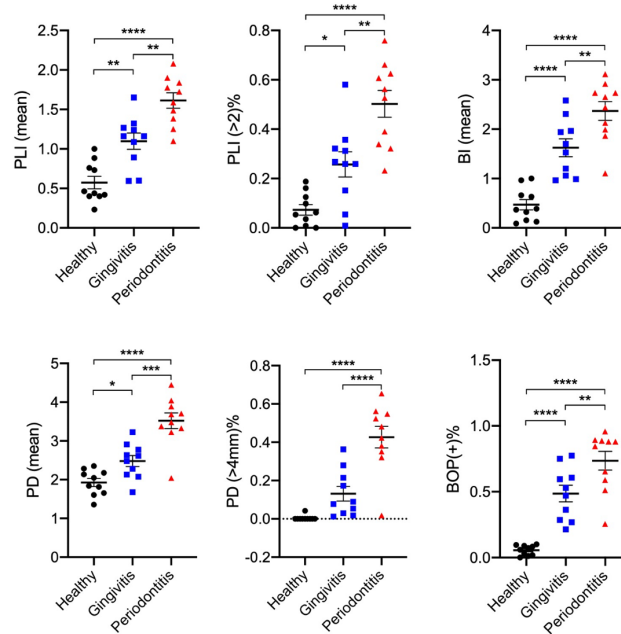 ****
**
**
2.5
2.0
1.5
1.0
0.5
0.0
PLI (mean)
Healthy
Gingivitis
Periodontitis
****
*
**
0.8
0.6
0.4
0.2
0.0
PLI (>2)%
Healthy
Gingivitis
Periodontitis
****
****
**
4
3
2
1
0
BI (mean)
Healthy
Gingivitis
Periodontitis
****
*
***
5
4
3
2
1
0
PD (mean)
Healthy
Gingivitis
Periodontitis
****
****
0.8
0.6
0.4
0.2
0.0
-0.2
PD (>4mm)%
Healthy
Gingivitis
Periodontitis
****
****
**
1.5
1.0
0.5
0.0
BOP(+)%
Healthy
Gingivitis
Periodontitis